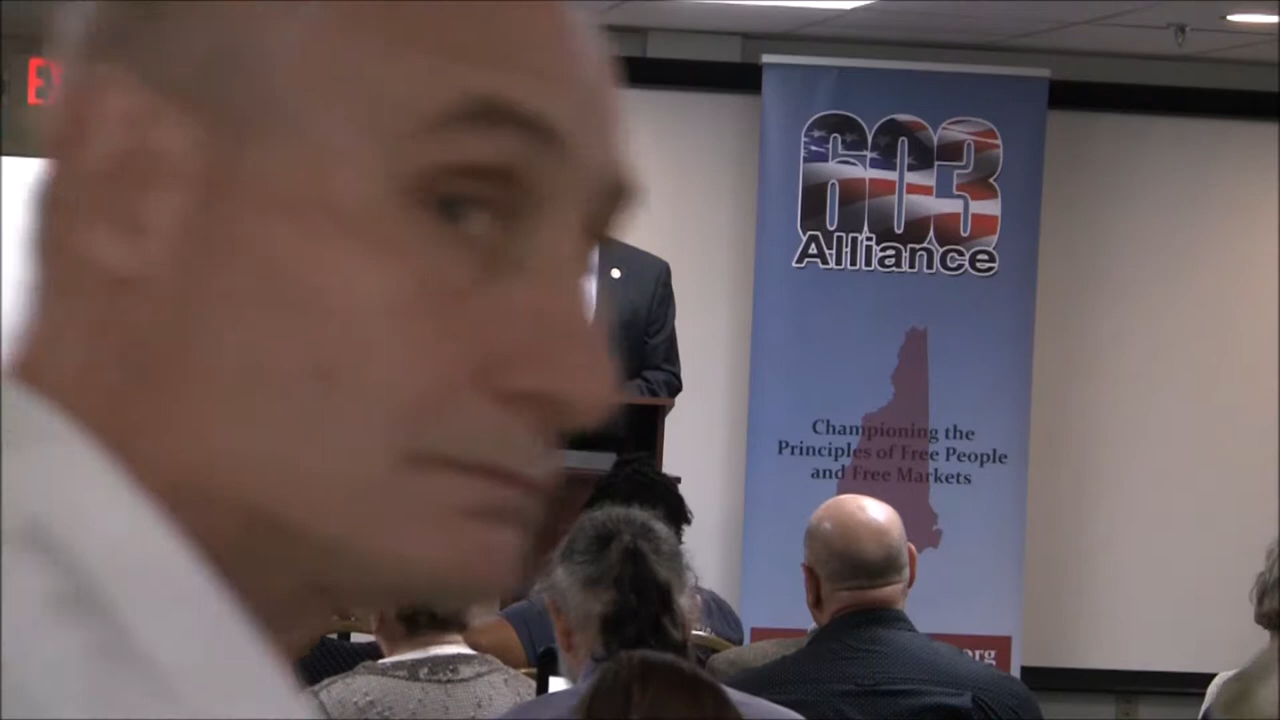 603
Alliance
Championing the
Principles of Free People
and Free Markets
org